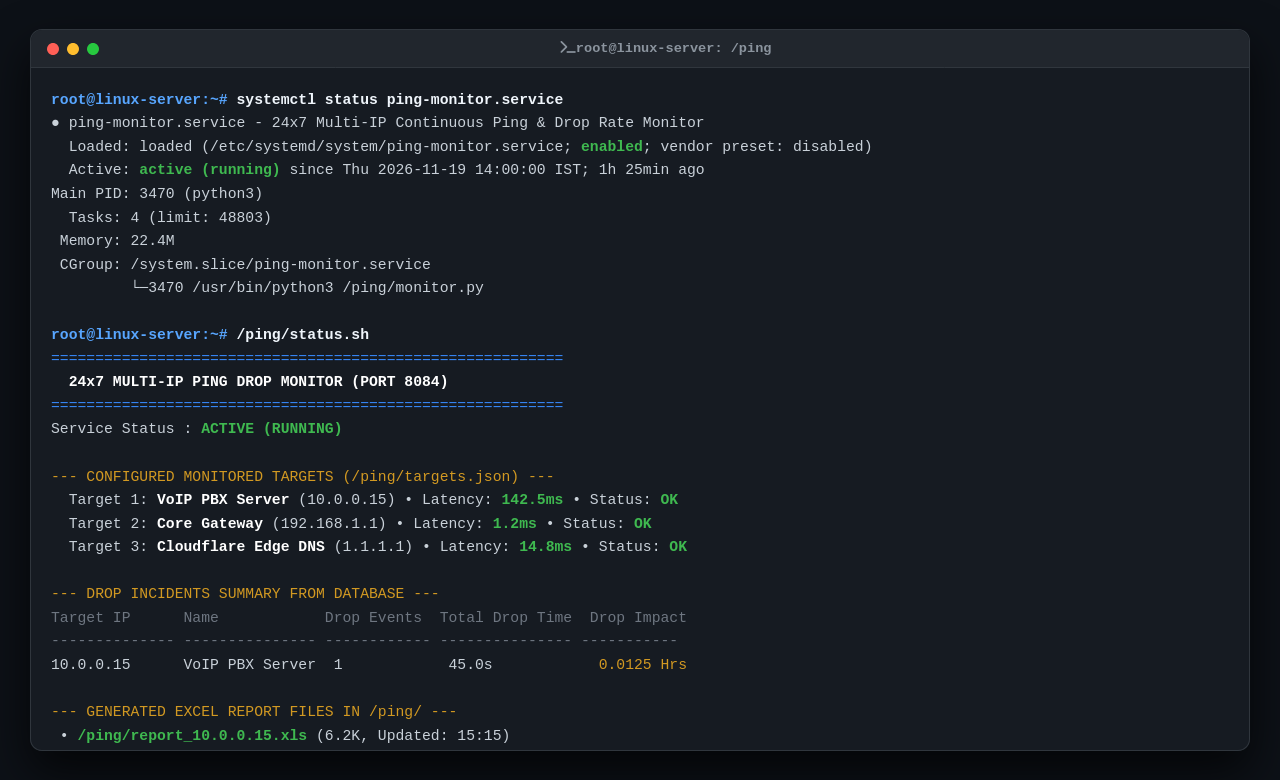 root@linux-server: /ping
root@linux-server:~# systemctl status ping-monitor.service
● ping-monitor.service - 24x7 Multi-IP Continuous Ping & Drop Rate Monitor
  Loaded: loaded (/etc/systemd/system/ping-monitor.service; enabled; vendor preset: disabled)
  Active: active (running) since Thu 2026-11-19 14:00:00 IST; 1h 25min ago
Main PID: 3470 (python3)
  Tasks: 4 (limit: 48803)
 Memory: 22.4M
 CGroup: /system.slice/ping-monitor.service
         └─3470 /usr/bin/python3 /ping/monitor.py
root@linux-server:~# /ping/status.sh
==========================================================
  24x7 MULTI-IP PING DROP MONITOR (PORT 8084)
==========================================================
Service Status : ACTIVE (RUNNING)
--- CONFIGURED MONITORED TARGETS (/ping/targets.json) ---
  Target 1: VoIP PBX Server (10.0.0.15) • Latency: 142.5ms • Status: OK
  Target 2: Core Gateway (192.168.1.1) • Latency: 1.2ms • Status: OK
  Target 3: Cloudflare Edge DNS (1.1.1.1) • Latency: 14.8ms • Status: OK
--- DROP INCIDENTS SUMMARY FROM DATABASE ---
Target IP      Name            Drop Events  Total Drop Time  Drop Impact
-------------- --------------- ------------ --------------- -----------
10.0.0.15      VoIP PBX Server  1            45.0s            0.0125 Hrs
--- GENERATED EXCEL REPORT FILES IN /ping/ ---
 • /ping/report_10.0.0.15.xls (6.2K, Updated: 15:15)